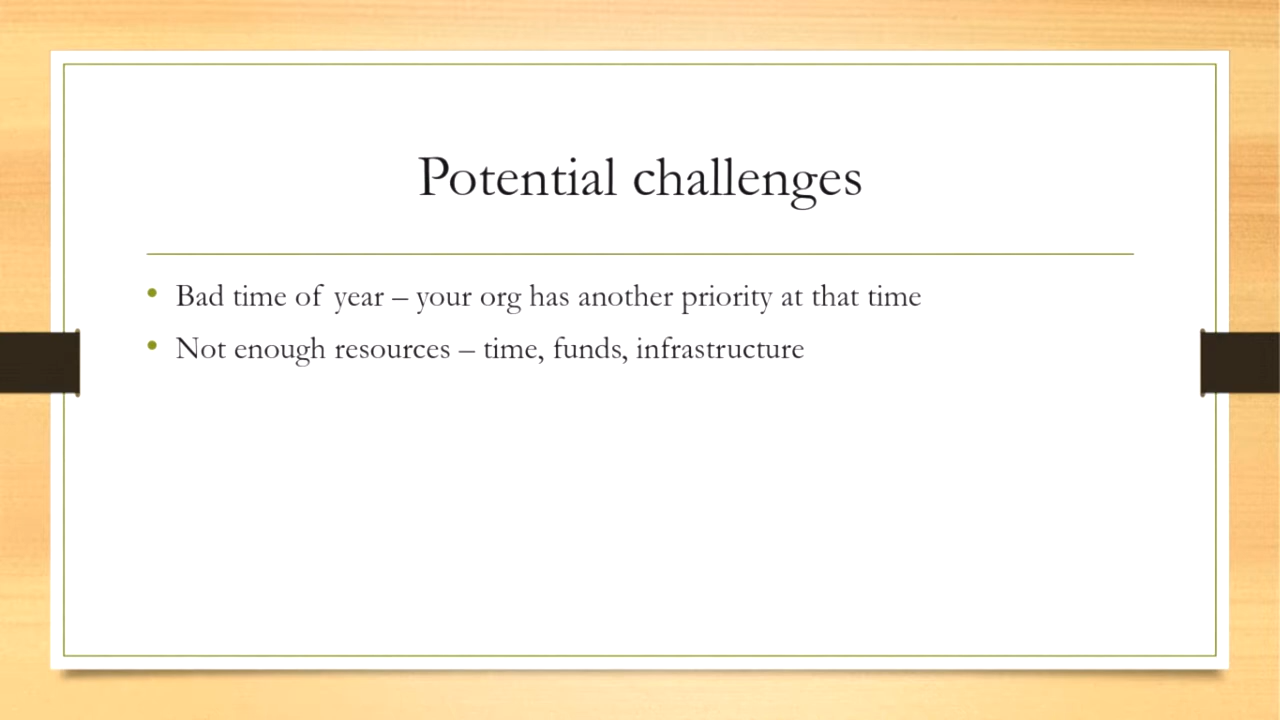 Potential challenges
• Bad time of year – your org has another priority at that time
• Not enough resources – time, funds, infrastructure